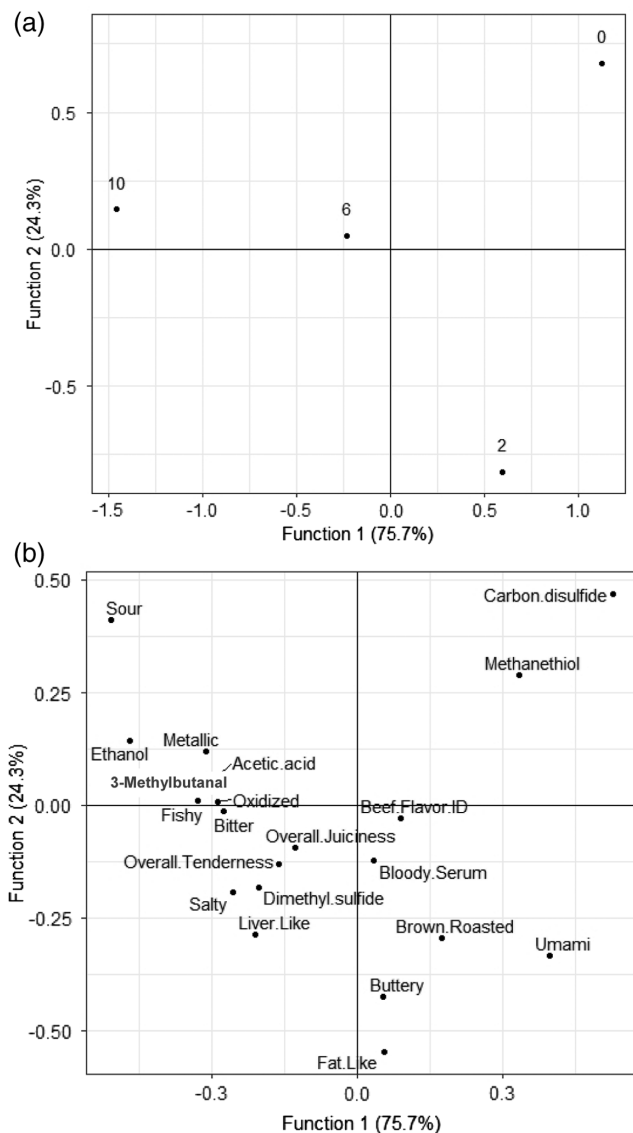 (a)
0
0.5
10
6
0.0
-0.5
2
Function 2 (24.3%)
-1.5 -1.0 -0.5 0.0 0.5 1.0
Function 1 (75.7%)
(b)
0.50
Sour
Carbon.disulfide
Methanethiol
0.25
Ethanol
Metallic
Acetic.acid
3-Methylbutanal
0.00
Fishy
Oxidized
Bitter
Beef.Flavor.ID
Overall.Juiciness
Overall.Tenderness
Bloody.Serum
Salty
Dimethyl.sulfide
-0.25
Liver.Like
Brown.Roasted
Umami
Buttery
-0.50
Fat.Like
Function 2 (24.3%)
-0.3 0.0 0.3
Function 1 (75.7%)